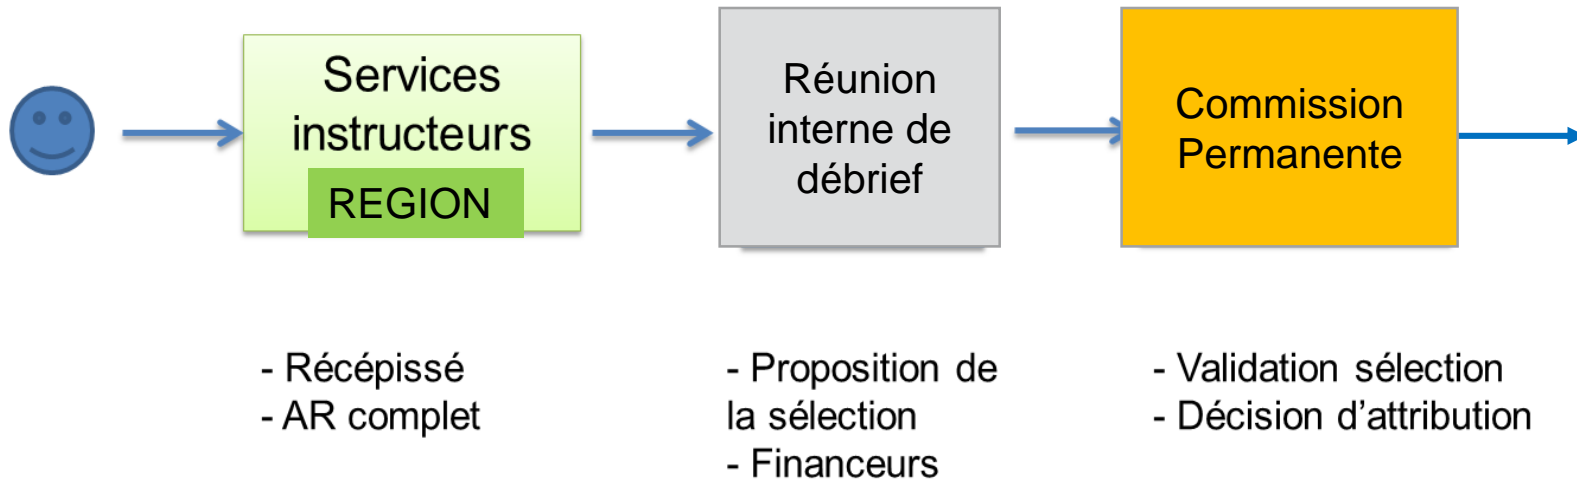 Services
instructeurs
REGION
Réunion
interne de
débrief
Commission
Permanente
- Récépissé
- AR complet
- Proposition de
la sélection
- Financeurs
- Validation sélection
- Décision d’attribution